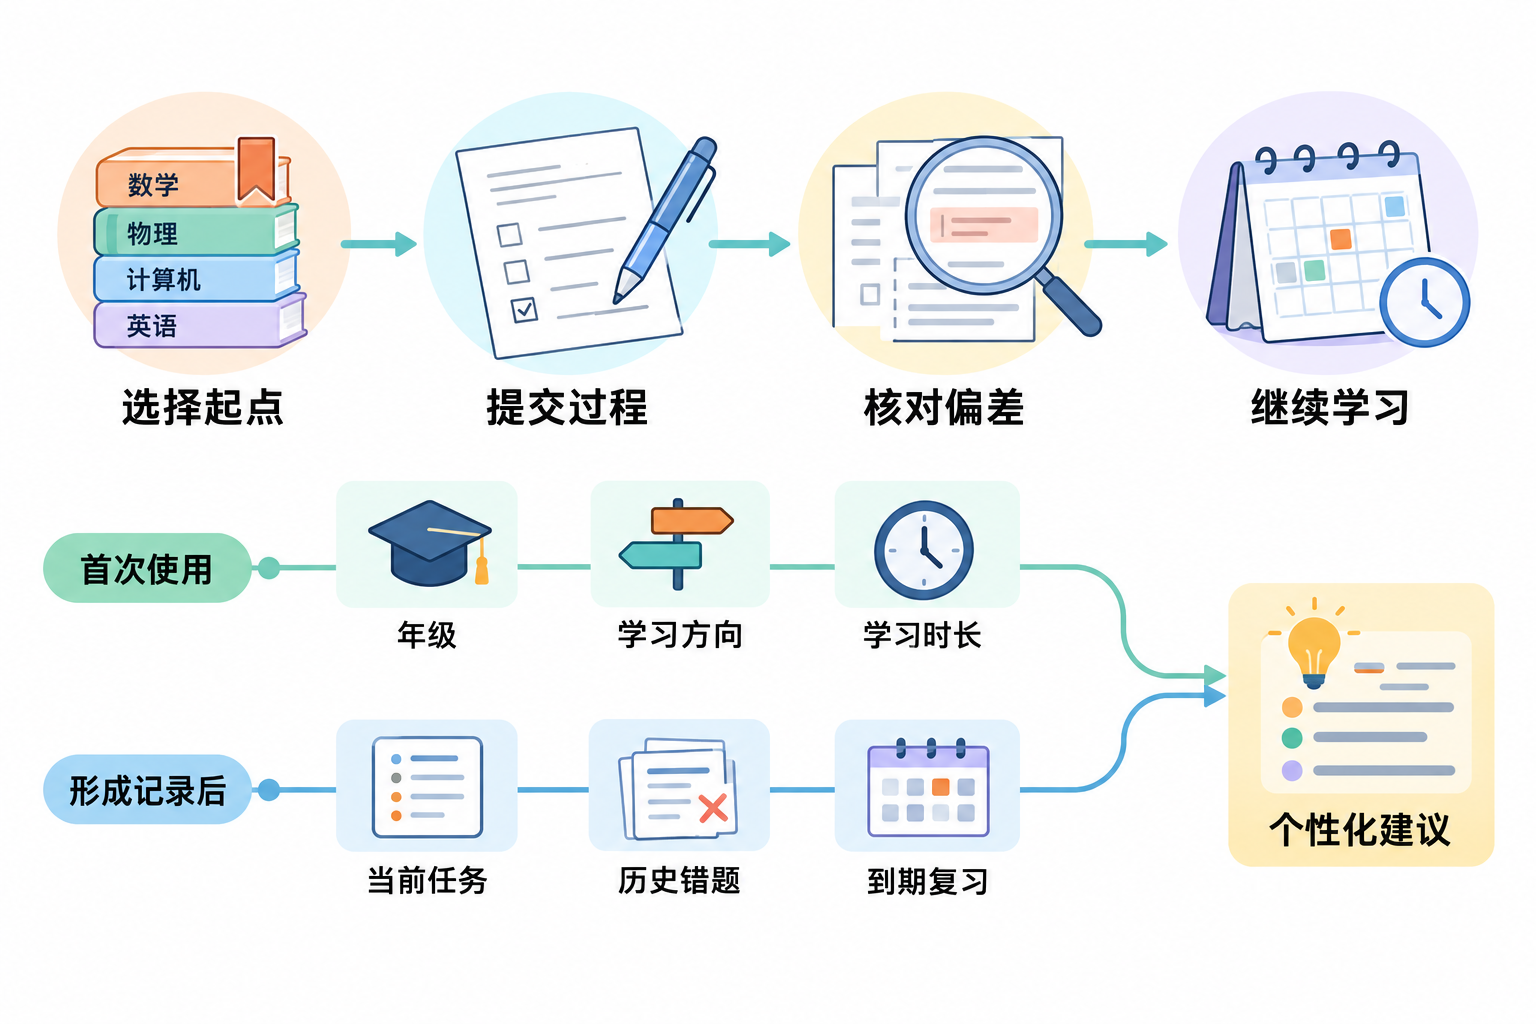 数学
物理
计算机
英语
选择起点
提交过程
核对偏差
继续学习
首次使用
年级
学习方向
学习时长
形成记录后
当前任务
历史错题
到期复习
个性化建议